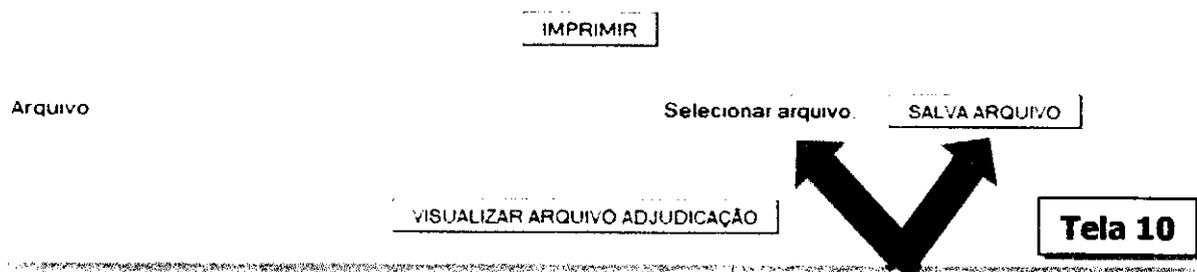 IMPRIMIR
Arquivo Selecionar arquivo. SALVA ARQUIVO
VISUALIZAR ARQUIVO ADJUDICAÇÃO
Tela 10